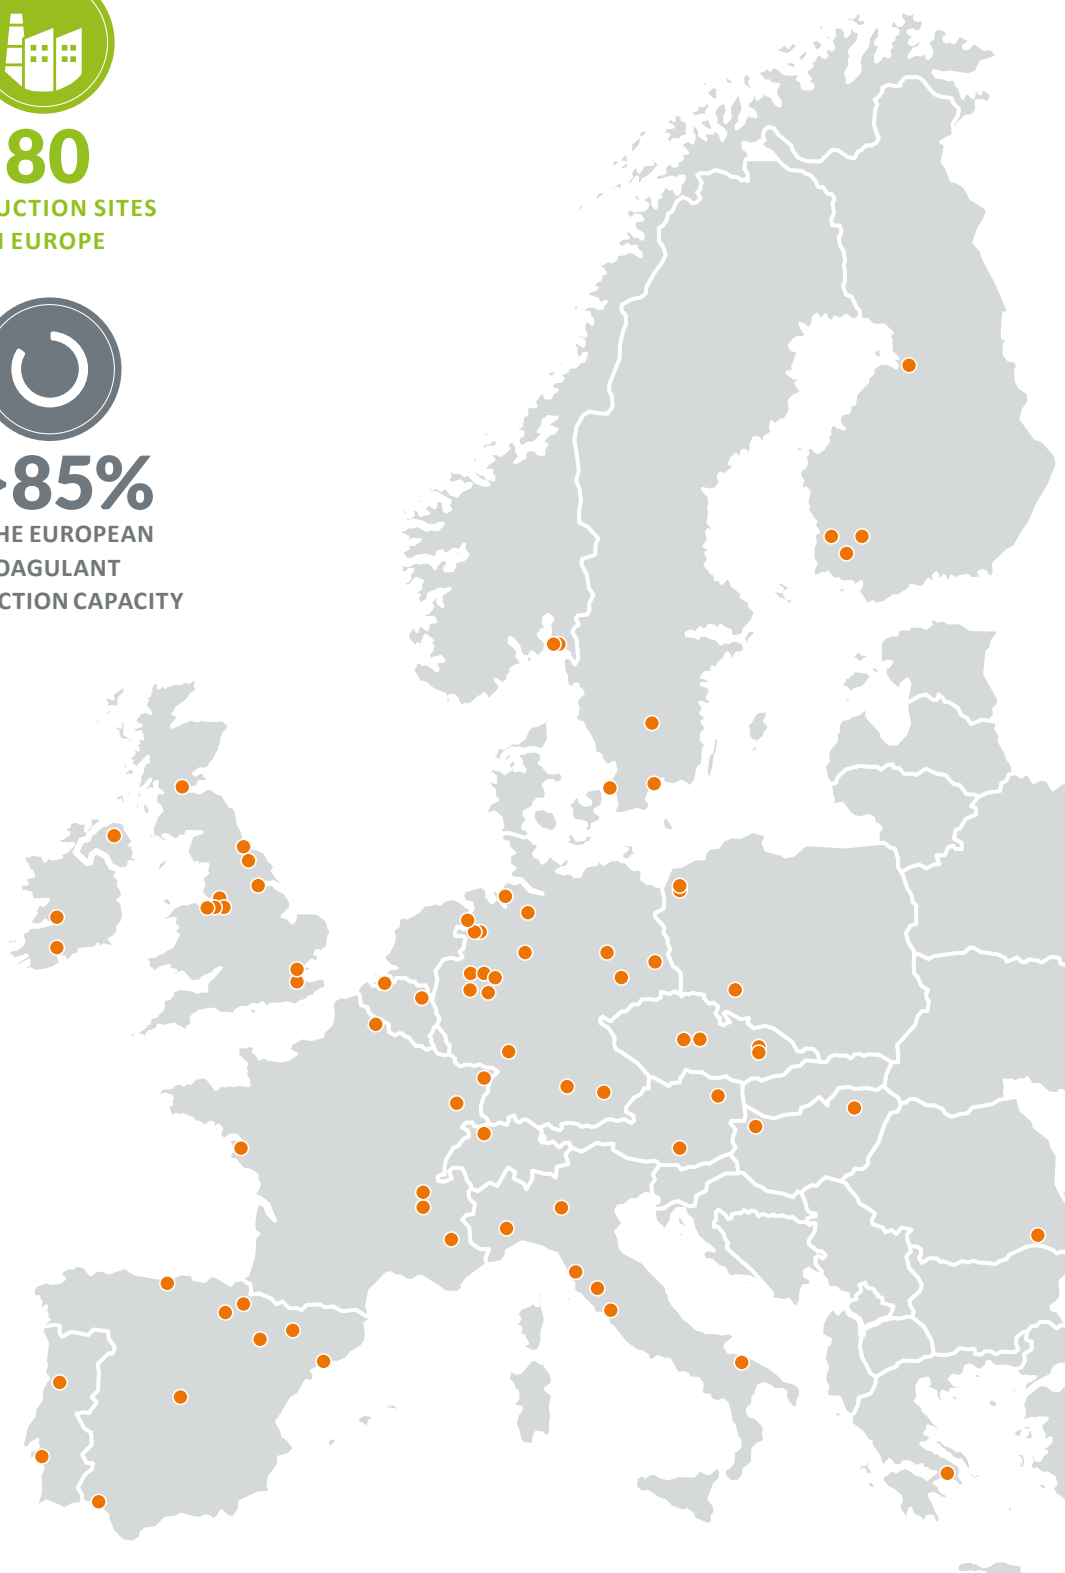 80
UCTION SITES
EUROPE
85%
HE EUROPEAN
OAGULANT
CTION CAPACITY